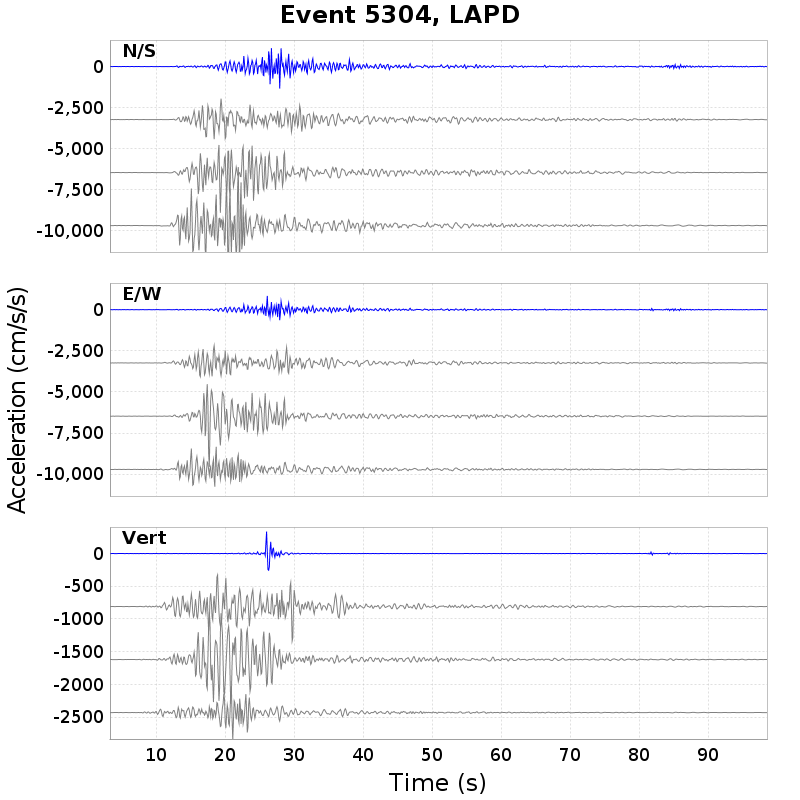 Event 5304, LAPD
N/S
0
-2,500
-5,000
-7,500
-10,000
E/W
0
-2,500
-5,000
-7,500
-10,000
Acceleration (cm/s/s)
Vert
0
-500
-1000
-1500
-2000
-2500
10 20 30 40 50 60 70 80 90
Time (s)